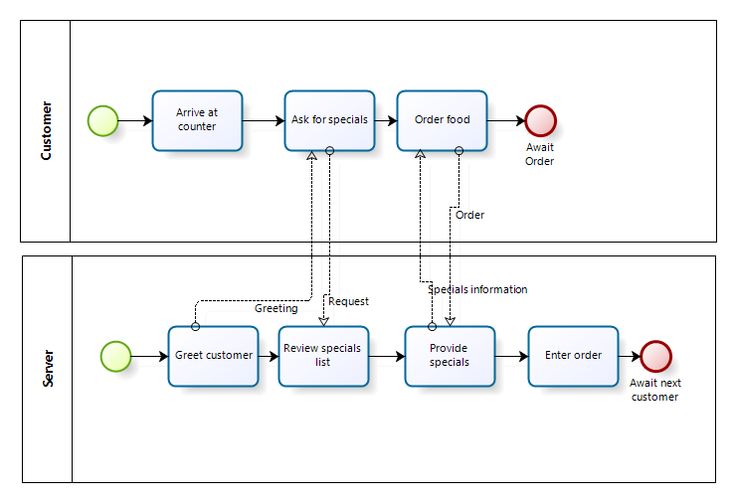 Customer
Arrive at
counter
Ask for specials
Order food
Await
Order
Order
Greeting
Request
Specials information
Server
Greet customer
Review specials
list
Provide
specials
Enter order
Await next
customer